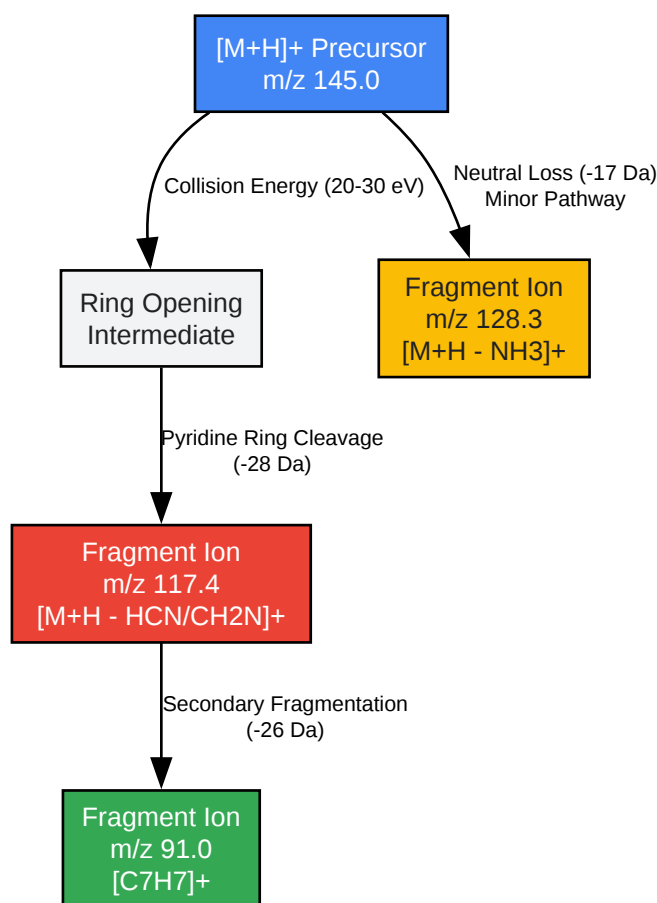 [M+H]+ Precursor
m/z 145.0
Collision Energy (20-30 eV)
Neutral Loss (-17 Da)
Minor Pathway
Ring Opening
Intermediate
Fragment Ion
m/z 128.3
[M+H - NH3]+
Pyridine Ring Cleavage
(-28 Da)
Fragment Ion
m/z 117.4
[M+H - HCN/CH2N]+
Secondary Fragmentation
(-26 Da)
Fragment Ion
m/z 91.0
[C7H7]+